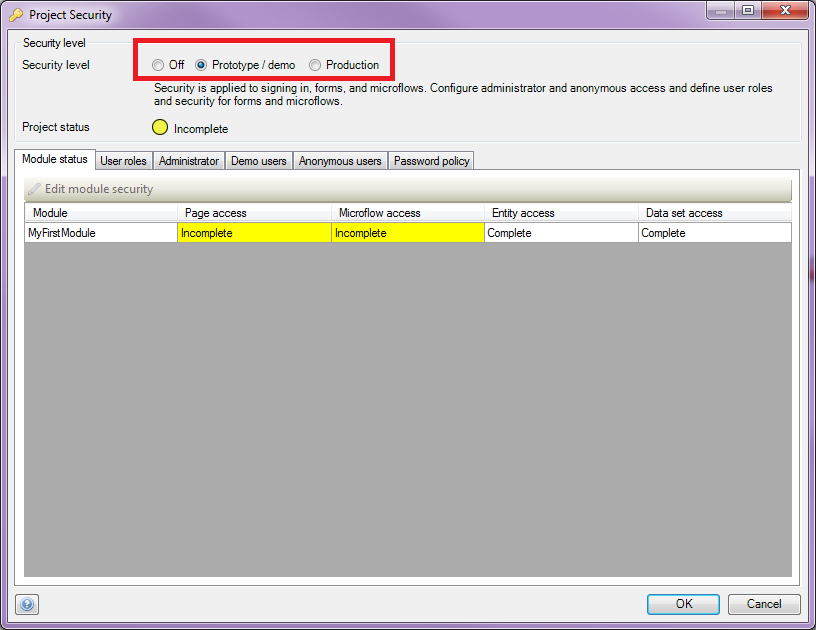 Project Security
Security level
Security level Off Prototype / demo Production
Security is applied to signing in, forms, and microflows. Configure administrator and anonymous access and define user roles
and security for forms and microflows.
Project status Incomplete
Module status User roles Administrator Demo users Anonymous users Password policy
Edit module security
Module Page access Microflow access Entity access Data set access
MyFirstModule Incomplete Incomplete Complete Complete
? OK Cancel